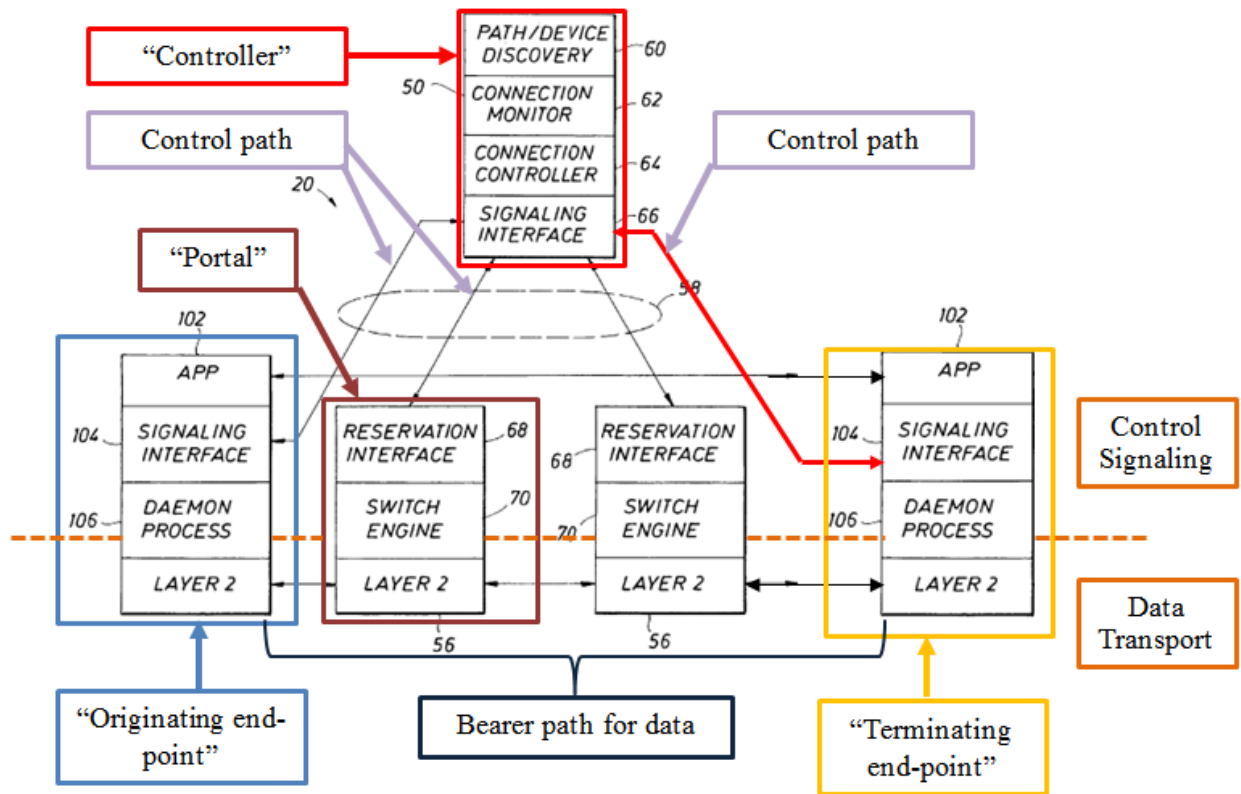 “Controller”
PATH/DEVICE
DISCOVERY
60
50
CONNECTION
MONITOR
62
Control path
Control path
CONNECTION
CONTROLLER
64
20
SIGNALING
INTERFACE
66
“Portal”
58
102
APP
102
APP
104
SIGNALING
INTERFACE
RESERVATION
INTERFACE
68
68
RESERVATION
INTERFACE
104
SIGNALING
INTERFACE
Control
Signaling
106
DAEMON
PROCESS
SWITCH
ENGINE
70
70
SWITCH
ENGINE
106
DAEMON
PROCESS
LAYER 2
LAYER 2
LAYER 2
LAYER 2
56
56
Data
Transport
“Originating end-
point”
Bearer path for data
“Terminating
end-point”